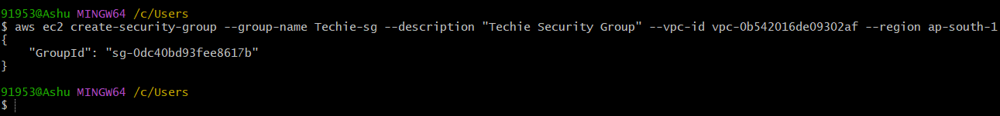 91953@Ashu MINGW64 /c/Users
$ aws ec2 create-security-group --group-name Techie-sg --description "Techie Security Group" --vpc-id vpc-0b542016de09302af --region ap-south-1
{
    "GroupId": "sg-0dc40bd93fee8617b"
}
91953@Ashu MINGW64 /c/Users
$